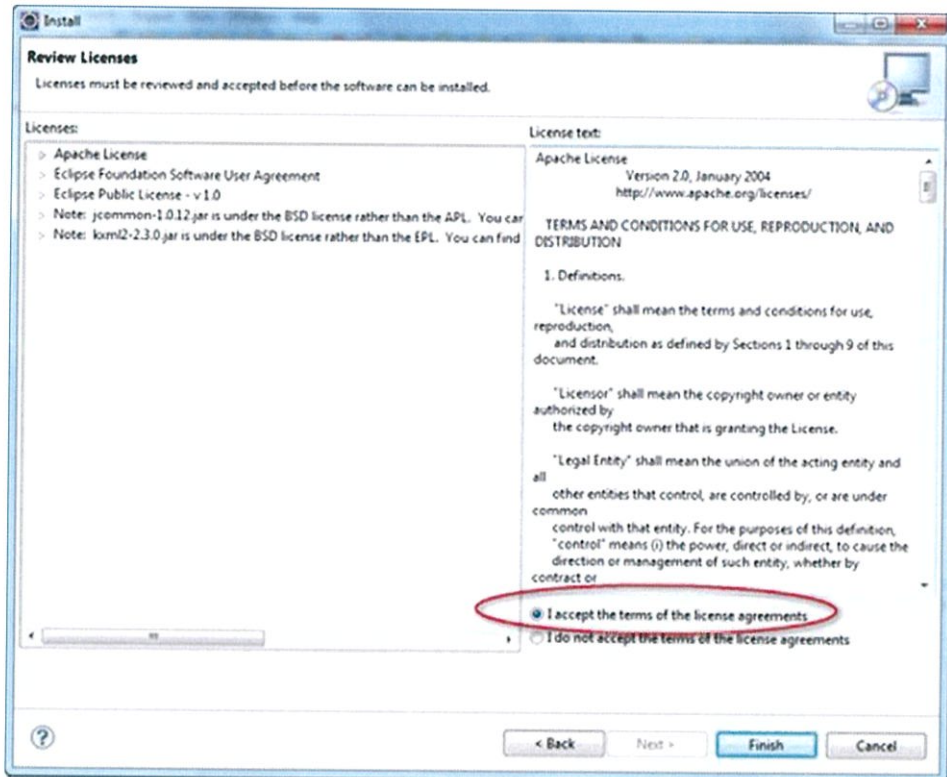 Install
Review Licenses
Licenses must be reviewed and accepted before the software can be installed.
Licenses:
Apache License
Eclipse Foundation Software User Agreement
Eclipse Public License - v 1.0
Note: jcommon-1.0.12.jar is under the BSD license rather than the APL. You car
Note: kxml2-2.3.0.jar is under the BSD license rather than the EPL. You can find
License text:
Apache License
Version 2.0, January 2004
http://www.apache.org/licenses/
TERMS AND CONDITIONS FOR USE, REPRODUCTION, AND
DISTRIBUTION
1. Definitions.
"License" shall mean the terms and conditions for use,
reproduction,
and distribution as defined by Sections 1 through 9 of this
document.
"Licensor" shall mean the copyright owner or entity
authorized by
the copyright owner that is granting the License.
"Legal Entity" shall mean the union of the acting entity and
all
other entities that control, are controlled by, or are under
common
control with that entity. For the purposes of this definition,
"control" means (i) the power, direct or indirect, to cause the
direction or management of such entity, whether by
contract or
I accept the terms of the license agreements
I do not accept the terms of the license agreements
?
< Back
Next >
Finish
Cancel